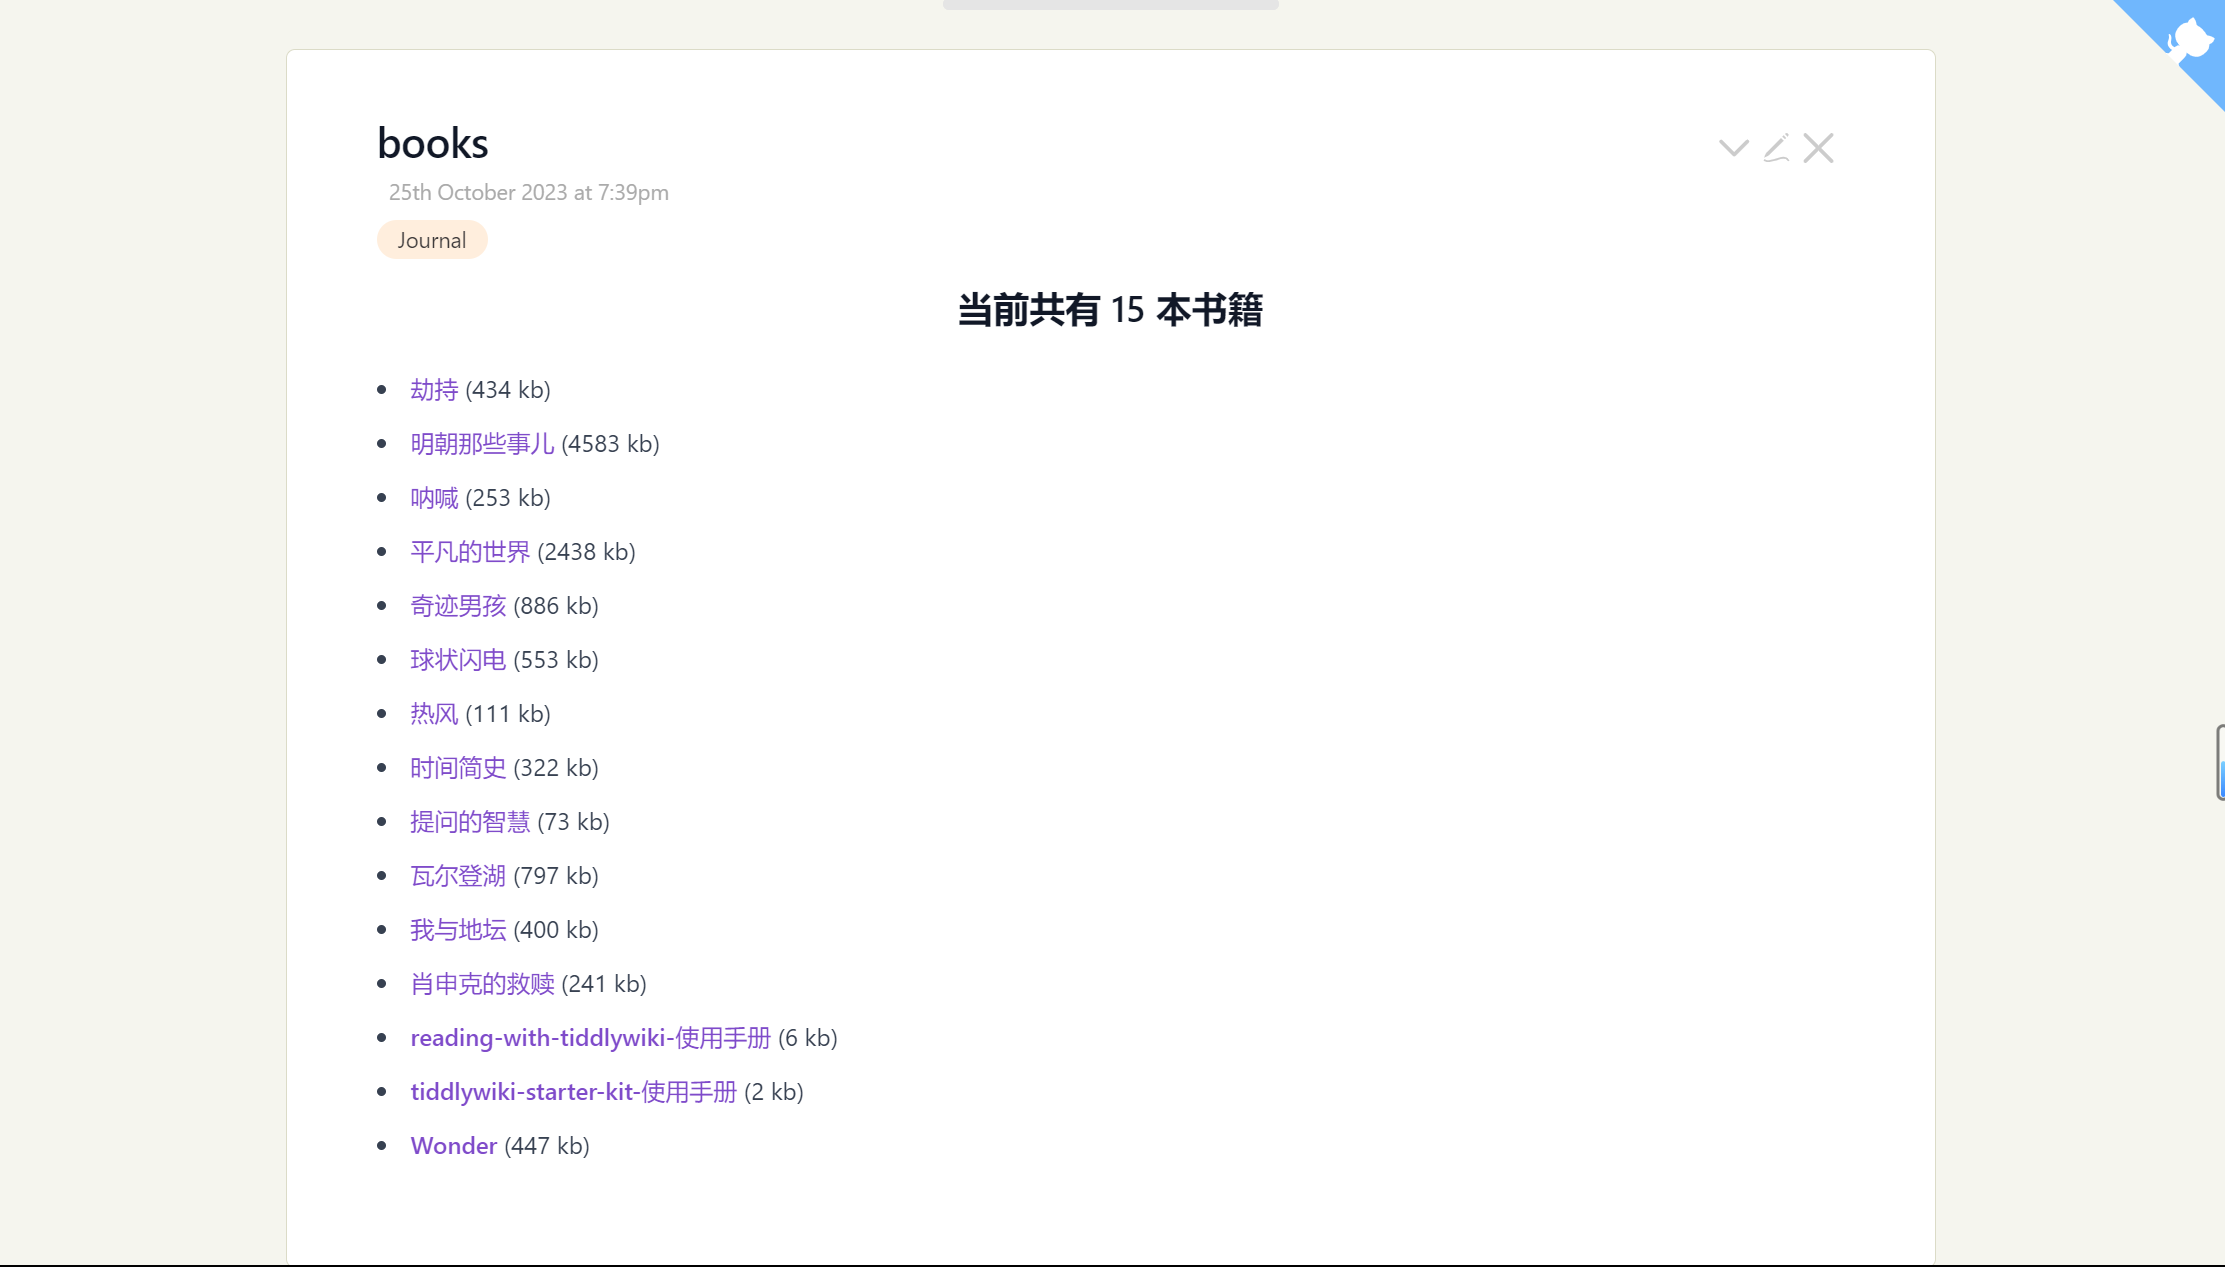 books
25th October 2023 at 7:39pm
Journal
当前共有 15 本书籍
劫持 (434 kb)
明朝那些事儿 (4583 kb)
呐喊 (253 kb)
平凡的世界 (2438 kb)
奇迹男孩 (886 kb)
球状闪电 (553 kb)
热风 (111 kb)
时间简史 (322 kb)
提问的智慧 (73 kb)
瓦尔登湖 (797 kb)
我与地坛 (400 kb)
肖申克的救赎 (241 kb)
reading-with-tiddlywiki-使用手册 (6 kb)
tiddlywiki-starter-kit-使用手册 (2 kb)
Wonder (447 kb)